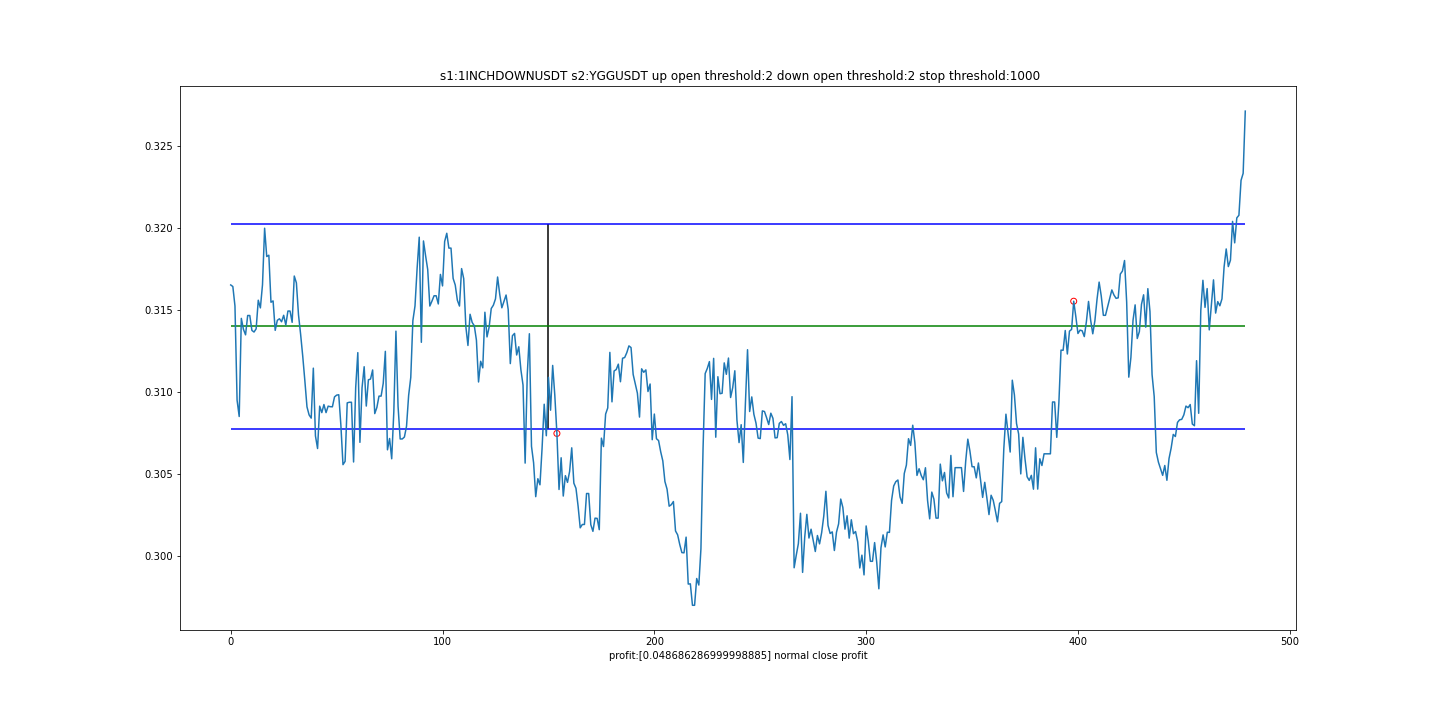 s1:1INCHDOWNUSDT s2:YGGUSDT up open threshold:2 down open threshold:2 stop threshold:1000
0.325
0.320
0.315
0.310
0.305
0.300
0 100 200 300 400 500
profit:[0.048686286999998885] normal close profit